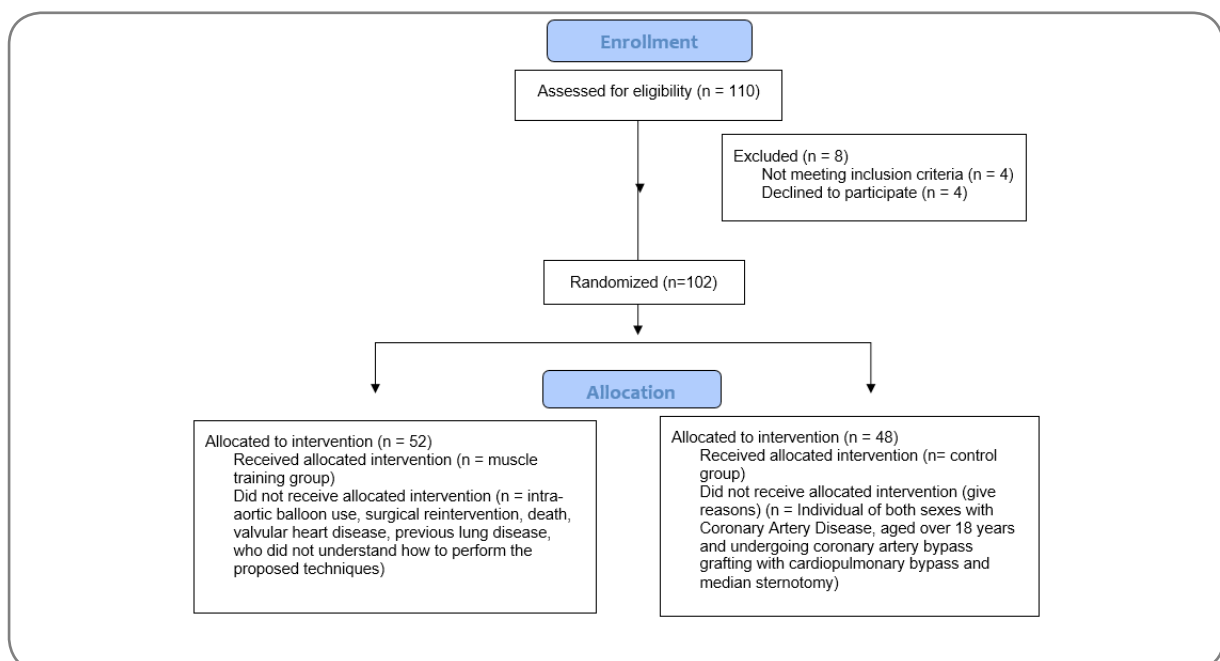 Enrollment
Assessed for eligibility (n = 110)
Excluded (n = 8)
Not meeting inclusion criteria (n = 4)
Declined to participate (n = 4)
Randomized (n=102)
Allocation
Allocated to intervention (n = 52)
Received allocated intervention (n = muscle
training group)
Did not receive allocated intervention (n = intra-
aortic balloon use, surgical reintervention, death,
valvular heart disease, previous lung disease,
who did not understand how to perform the
proposed techniques)
Allocated to intervention (n = 48)
Received allocated intervention (n= control
group)
Did not receive allocated intervention (give
reasons) (n = Individual of both sexes with
Coronary Artery Disease, aged over 18 years
and undergoing coronary artery bypass
grafting with cardiopulmonary bypass and
median sternotomy)